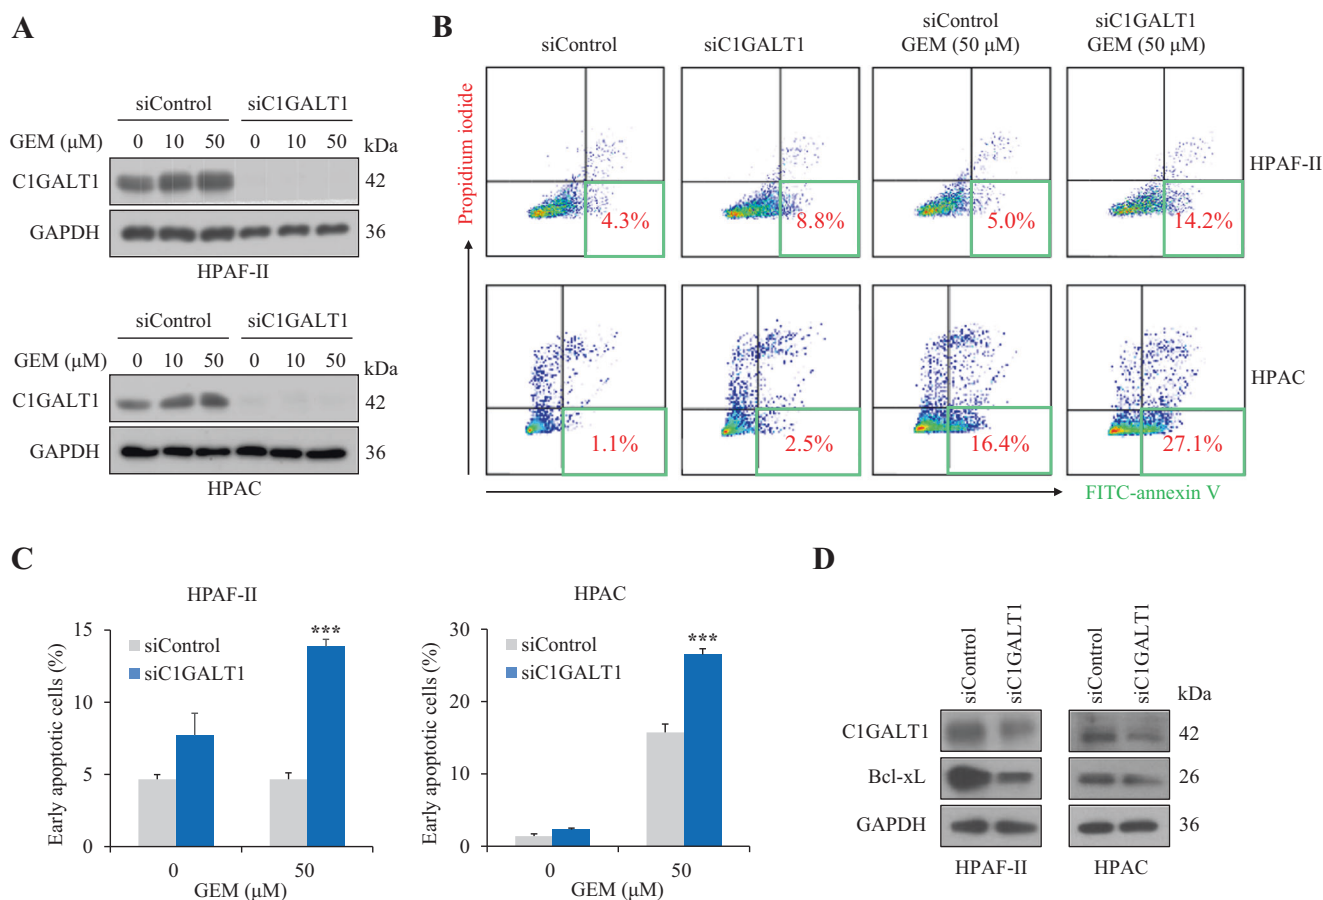 A
siControl siC1GALT1
GEM (μM) 0 10 50 0 10 50 kDa
C1GALT1 42
GAPDH 36
HPAF-II
siControl siC1GALT1
GEM (μM) 0 10 50 0 10 50 kDa
C1GALT1 42
GAPDH 36
HPAC
B
siControl siC1GALT1 siControl GEM (50 μM) siC1GALT1 GEM (50 μM)
Propidium iodide
4.3% 8.8% 5.0% 14.2% HPAF-II
1.1% 2.5% 16.4% 27.1% HPAC
FITC-annexin V
C
HPAF-II
Early apoptotic cells (%)
15
10
5
0
siControl
siC1GALT1
***
0 50
GEM (μM)
HPAC
Early apoptotic cells (%)
30
20
10
0
siControl
siC1GALT1
***
0 50
GEM (μM)
D
siControl siC1GALT1 siControl siC1GALT1 kDa
C1GALT1 42
Bcl-xL 26
GAPDH 36
HPAF-II HPAC